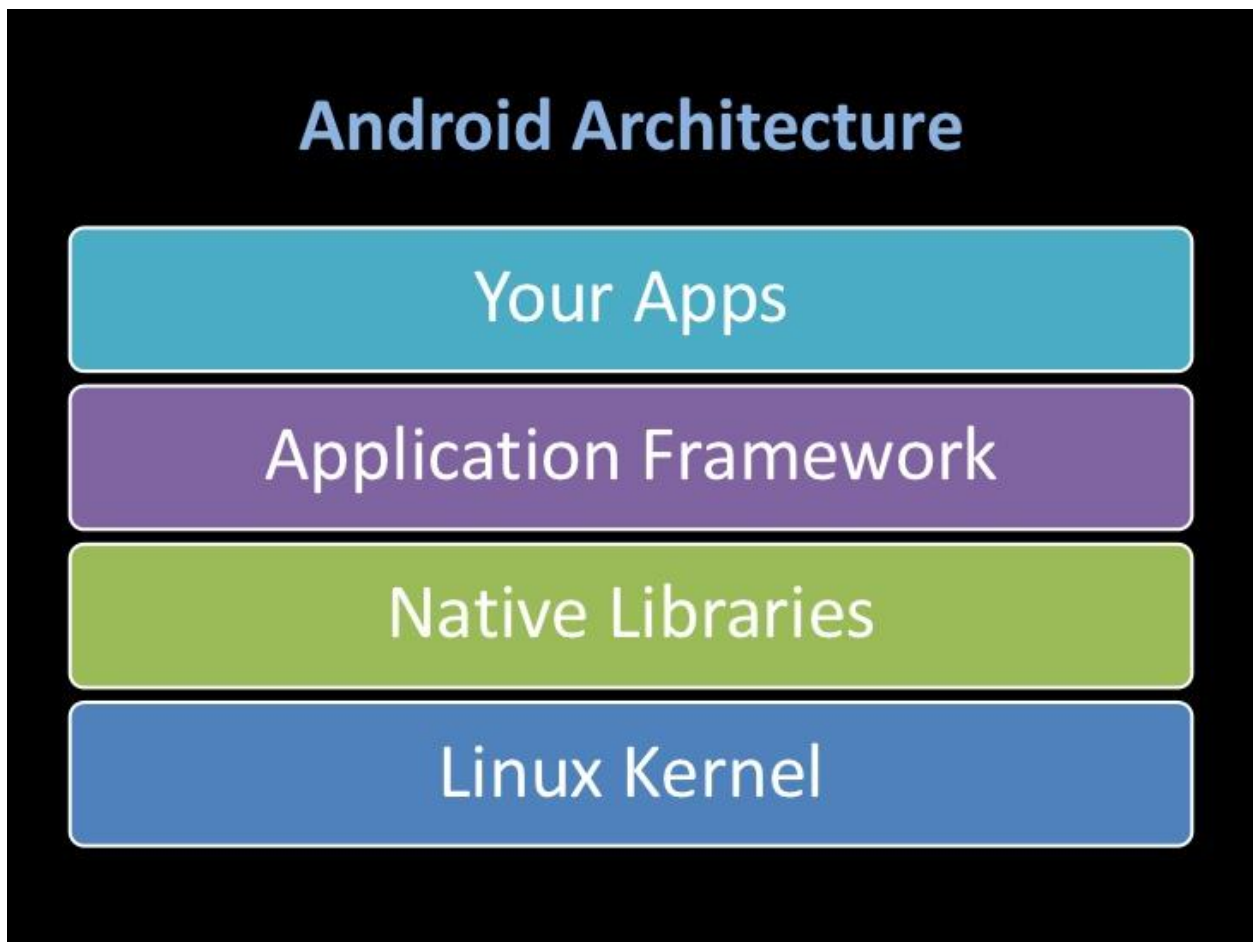 Android Architecture
Your Apps
Application Framework
Native Libraries
Linux Kernel